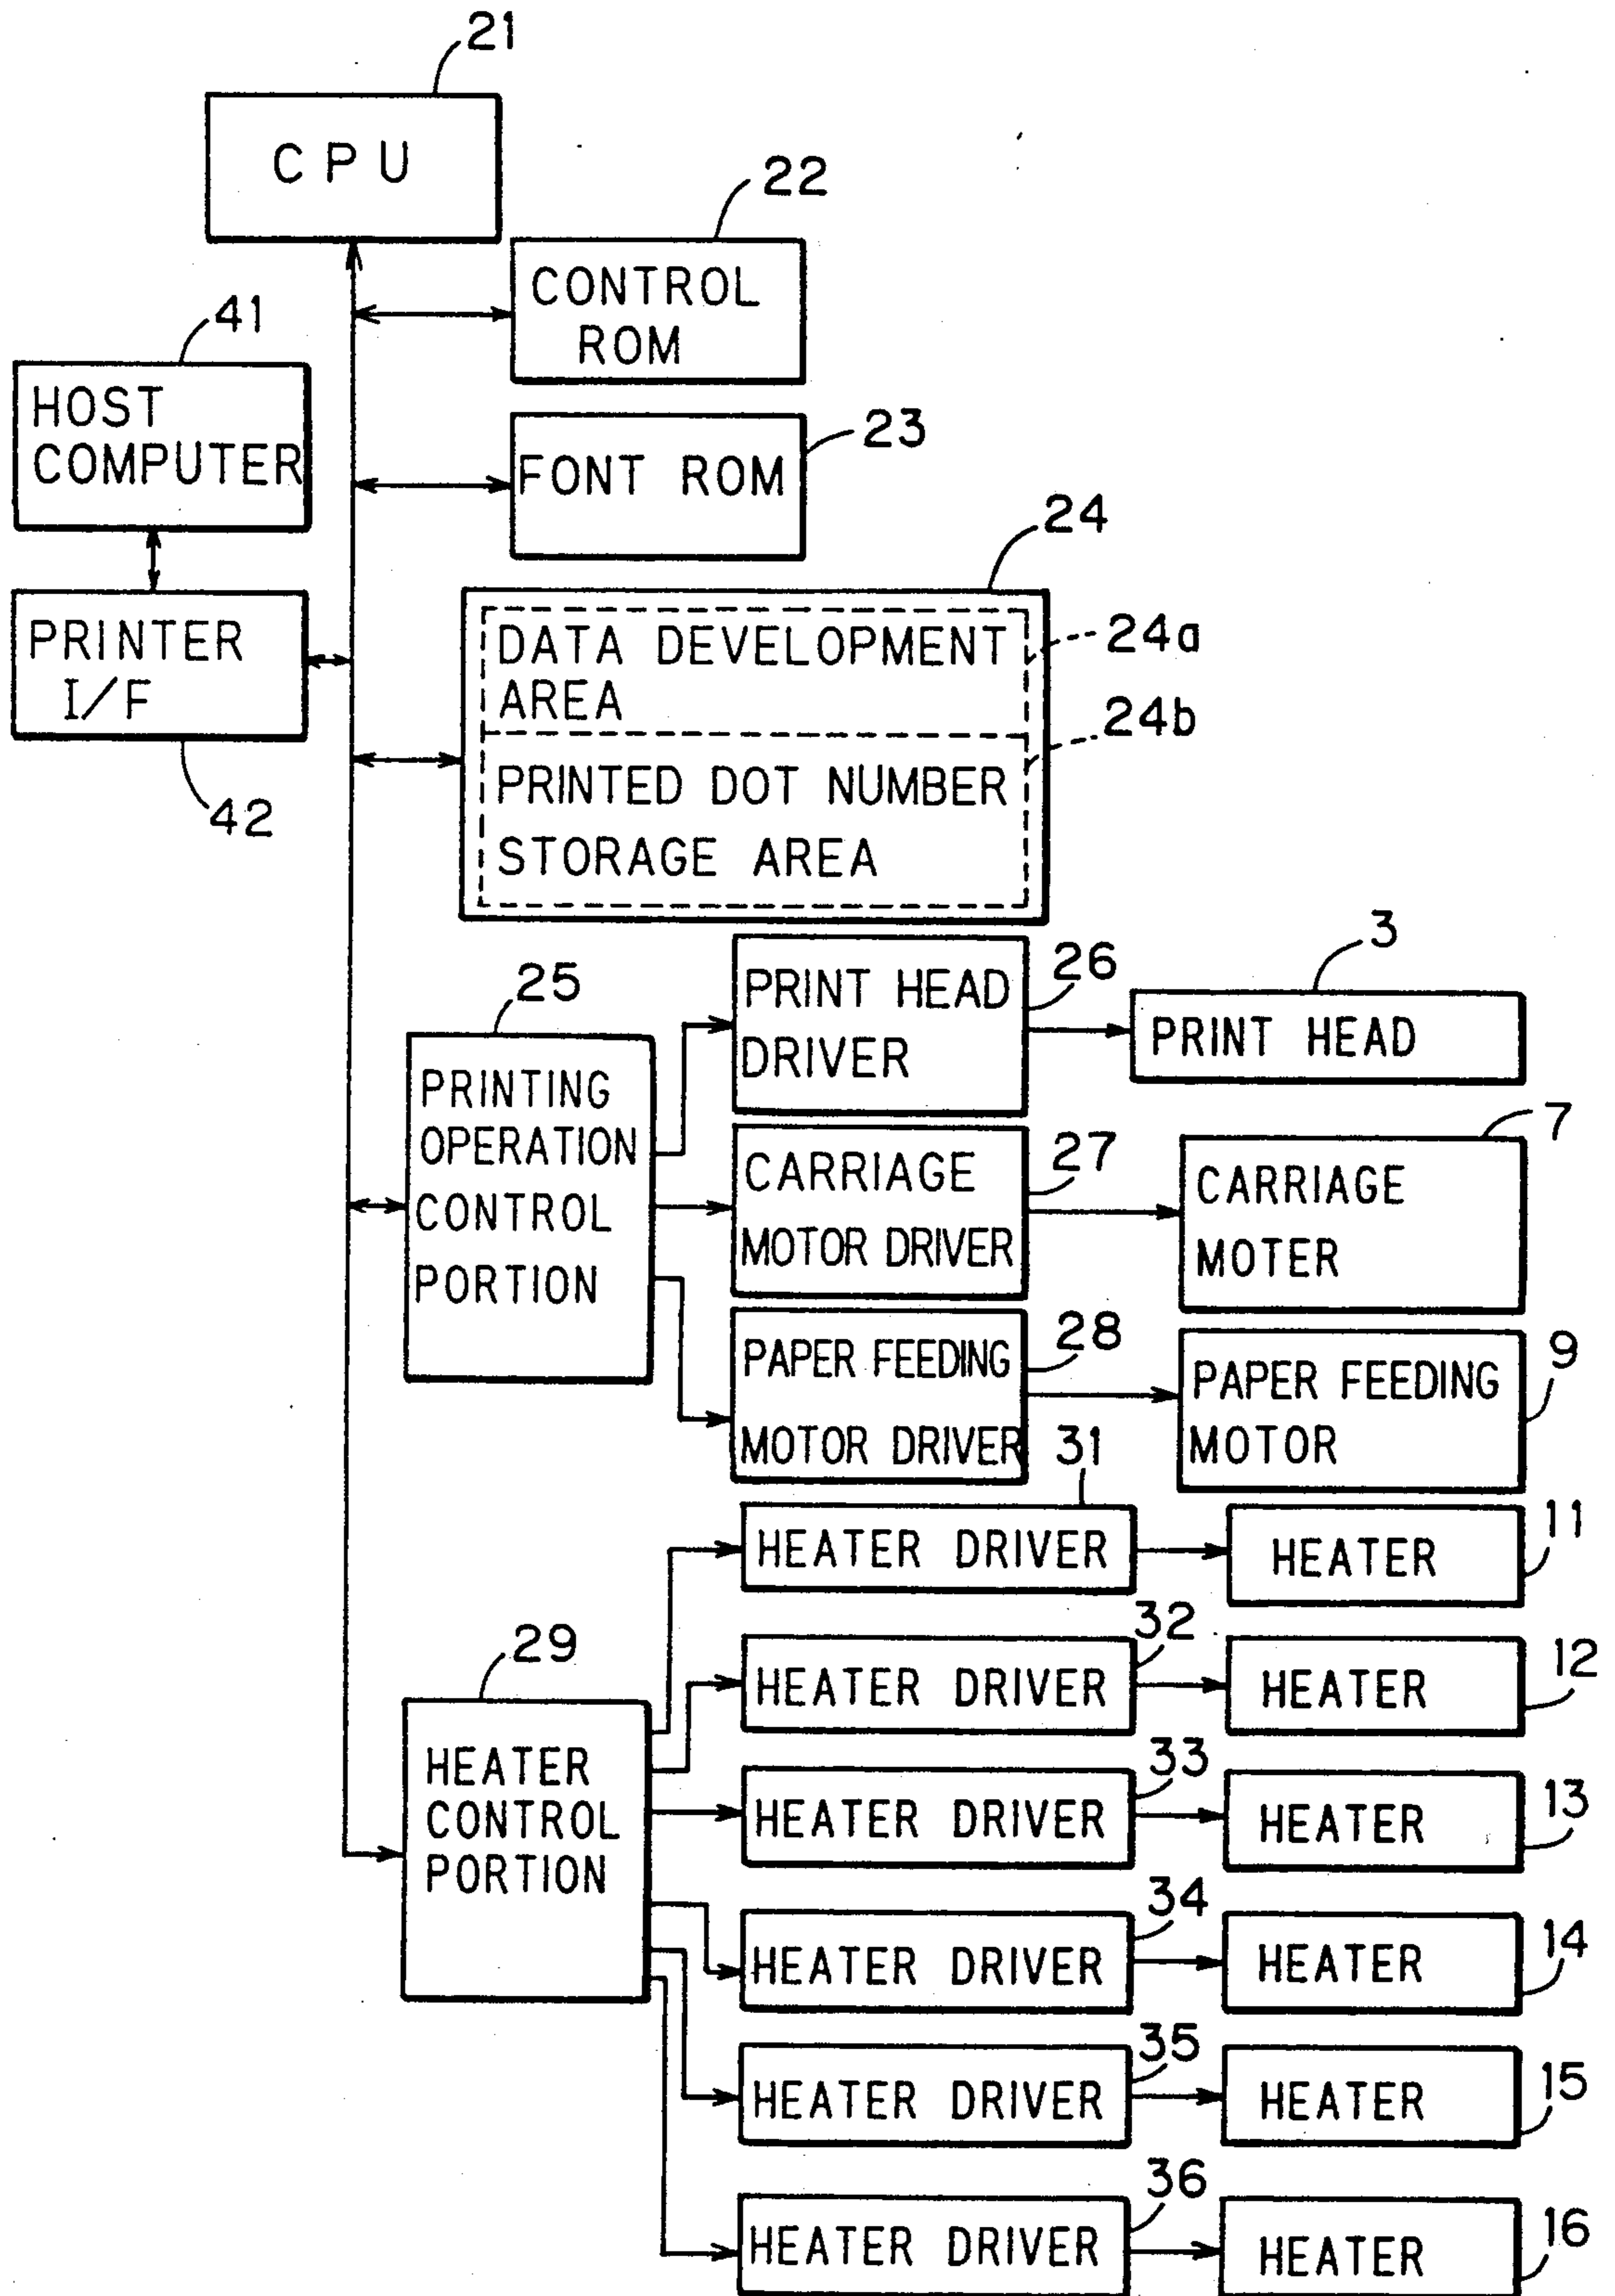 21
CPU
22
CONTROL
ROM
41
HOST
COMPUTER
23
FONT ROM
24
PRINTER
I/F
42
DATA DEVELOPMENT
AREA
24a
24b
PRINTED DOT NUMBER
STORAGE AREA
25
PRINTING
OPERATION
CONTROL
PORTION
PRINT HEAD
DRIVER
26
3
PRINT HEAD
CARRIAGE
MOTOR DRIVER
27
7
CARRIAGE
MOTER
PAPER FEEDING
MOTOR DRIVER
28
9
PAPER FEEDING
MOTOR
31
HEATER DRIVER
HEATER
11
29
HEATER
CONTROL
PORTION
32
HEATER DRIVER
HEATER
12
33
HEATER DRIVER
HEATER
13
34
HEATER DRIVER
HEATER
14
35
HEATER DRIVER
HEATER
15
36
HEATER DRIVER
HEATER
16